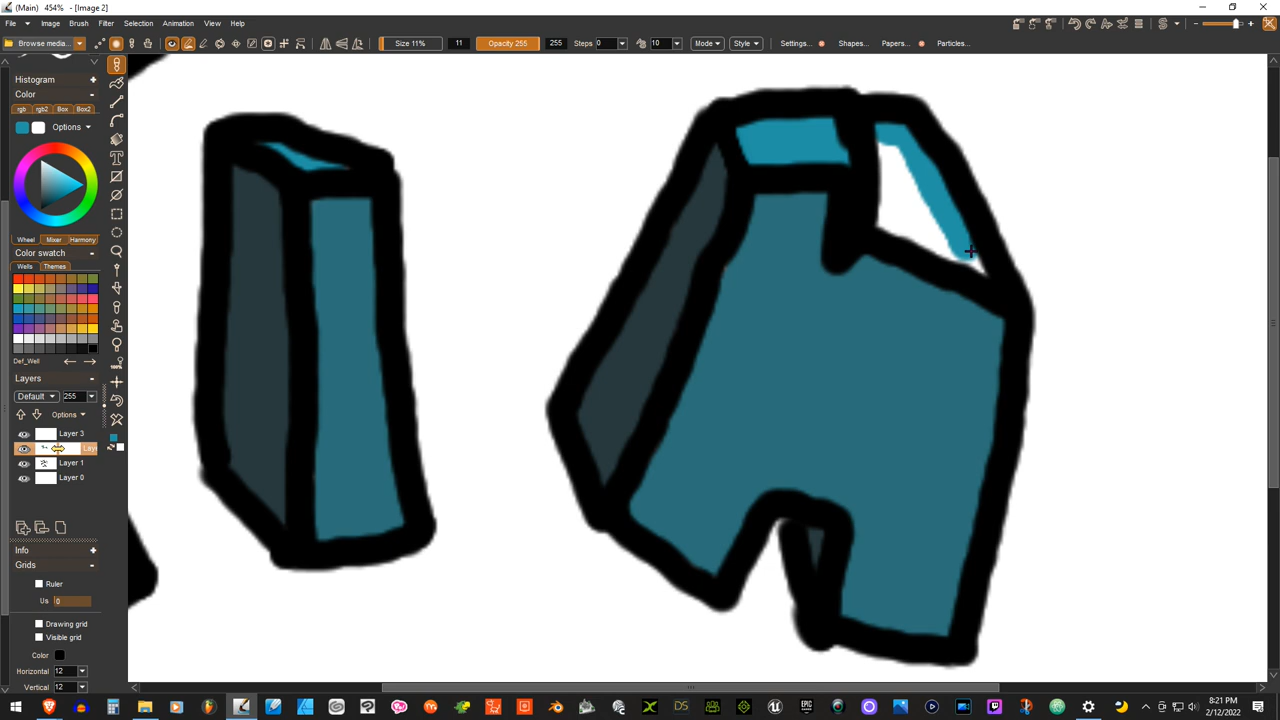 (Main) 454% - [Image 2]
File Image Brush Filter Selection Animation View Help
Browse media... Size 11% 11 Opacity 255 255 Steps 0 10 Mode Style Settings... Shapes... Papers... Particles...
Histogram
Color
rgb rgb2 Box Box2
Options
Wheel Mixer Harmony
Color swatch
Wells Themes
Def_Well
Layers
Default 255
Options
Layer 3
Laye
Layer 1
Layer 0
Info
Grids
Ruler
Us 0
Drawing grid
Visible grid
Color
Horizontal 12
Vertical 12
100%
8:21 PM
2/12/2022